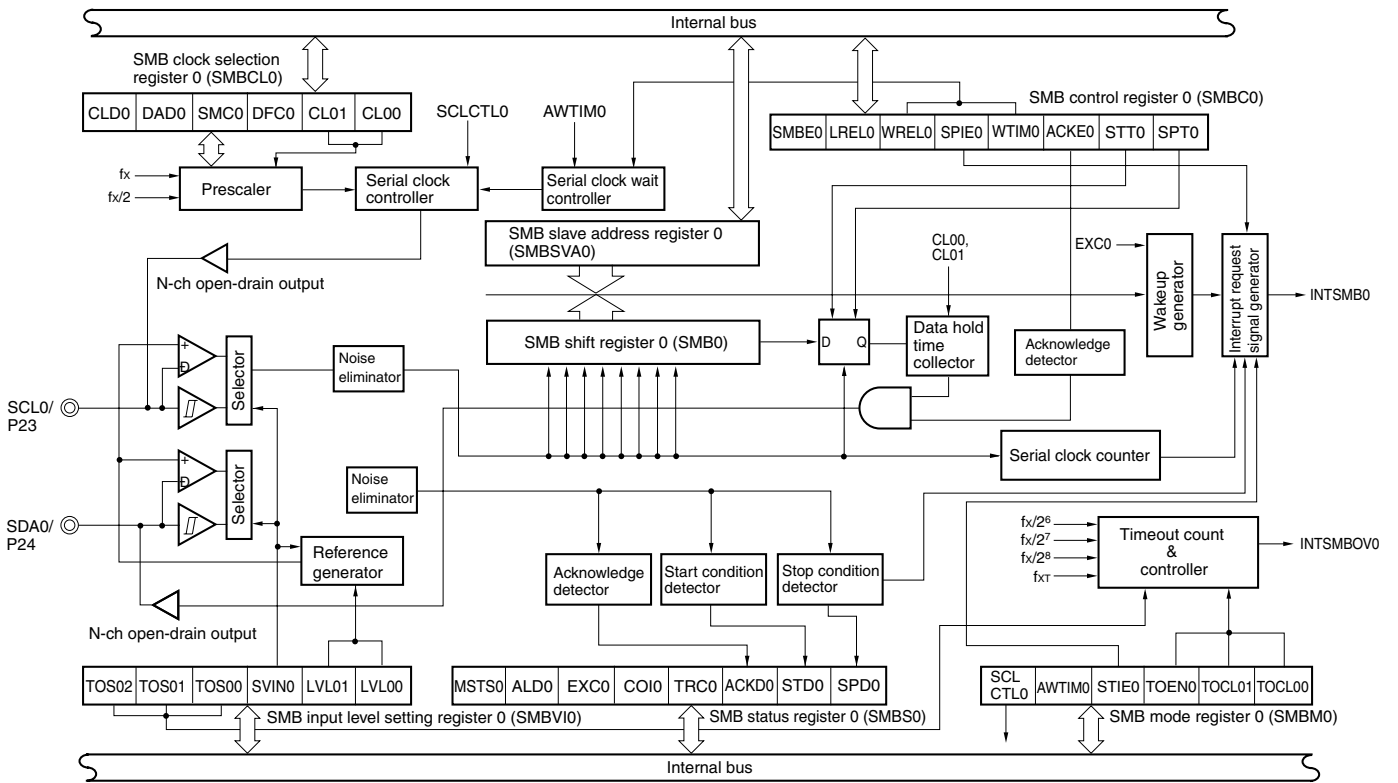 Internal bus
SMB clock selection
register 0 (SMBCL0)
CLD0 DAD0 SMC0 DFC0 CL01 CL00
SCLCTL0
AWTIM0
SMB control register 0 (SMBC0)
SMBE0 LREL0 WREL0 SPIE0 WTIM0 ACKE0 STT0 SPT0
fx
fx/2
Prescaler
Serial clock
controller
Serial clock wait
controller
SMB slave address register 0
(SMBSVA0)
N-ch open-drain output
CL00,
CL01
EXC0
Wakeup
generator
Interrupt request
signal generator
INTSMB0
SMB shift register 0 (SMB0)
D Q
Data hold
time
collector
Acknowledge
detector
+
Selector
Noise
eliminator
SCL0/
P23
Serial clock counter
+
Selector
Noise
eliminator
SDA0/
P24
Reference
generator
Acknowledge
detector
Start condition
detector
Stop condition
detector
fx/2⁶
fx/2⁷
fx/2⁸
fXT
Timeout count
&
controller
INTSMBOV0
N-ch open-drain output
TOS02 TOS01 TOS00 SVIN0 LVL01 LVL00
SMB input level setting register 0 (SMBVI0)
MSTS0 ALD0 EXC0 COI0 TRC0 ACKD0 STD0 SPD0
SMB status register 0 (SMBS0)
SCL
CTL0 AWTIM0 STIE0 TOEN0 TOCL01 TOCL00
SMB mode register 0 (SMBM0)
Internal bus